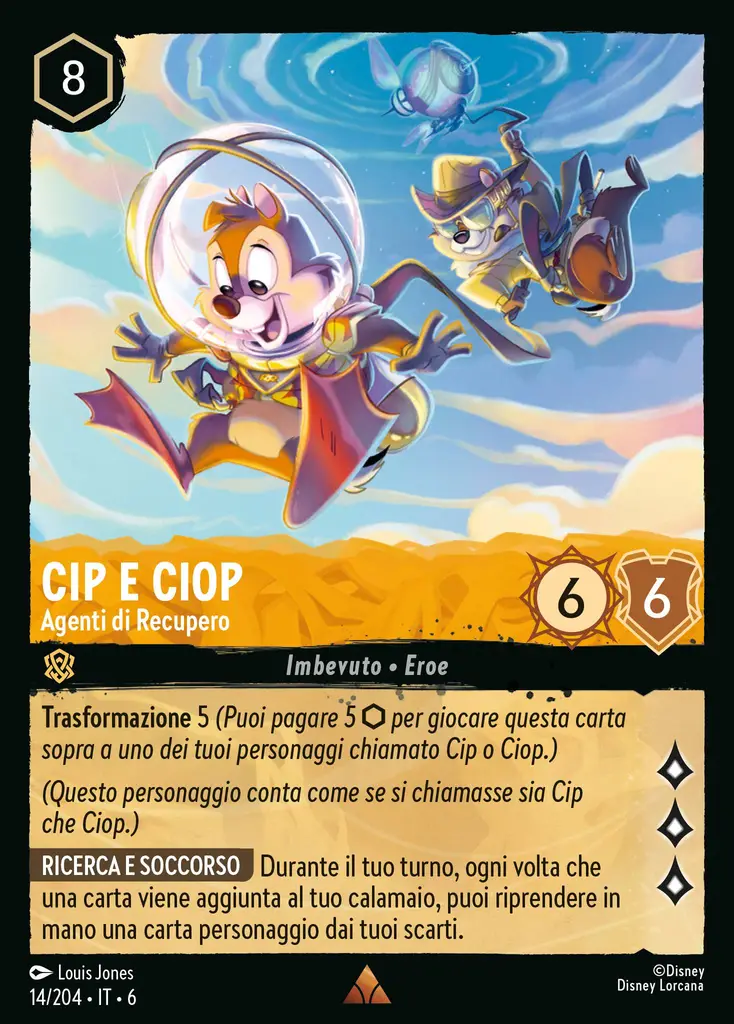 8
CIP E CIOP
Agenti di Recupero
6
6
Imbevuto • Eroe
Trasformazione 5 (Puoi pagare 5 per giocare questa carta
sopra a uno dei tuoi personaggi chiamato Cip o Ciop.)
(Questo personaggio conta come se si chiamasse sia Cip
che Ciop.)
RICERCA E SOCCORSO Durante il tuo turno, ogni volta che
una carta viene aggiunta al tuo calamaio, puoi riprendere in
mano una carta personaggio dai tuoi scarti.
Louis Jones
©Disney
14/204 • IT • 6
Disney Lorcana